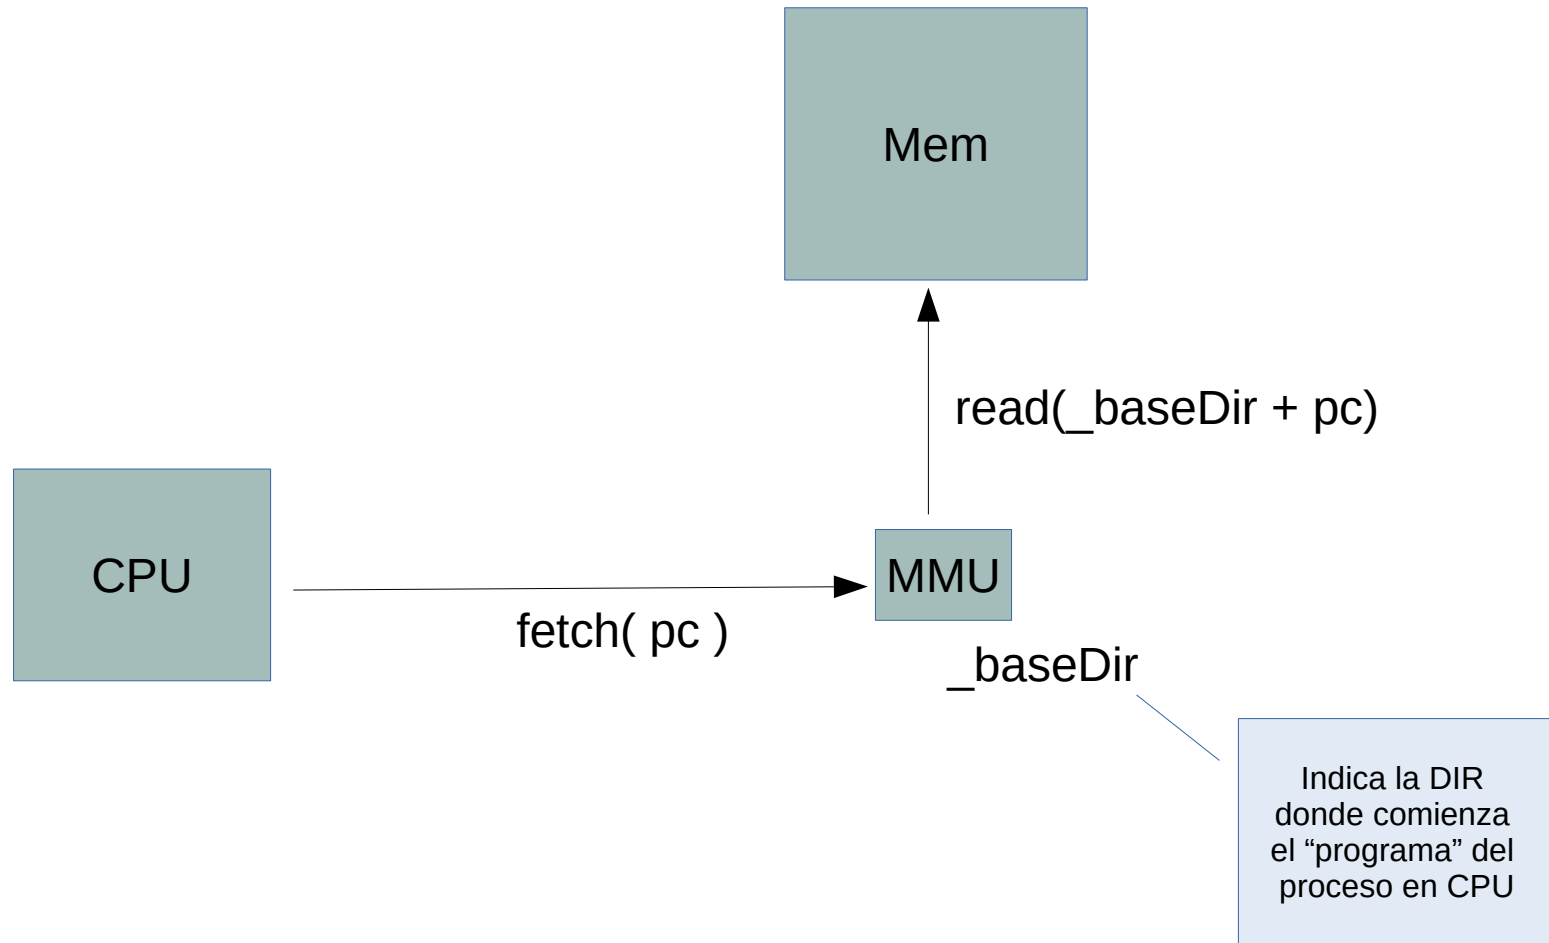 Mem
read(_baseDir + pc)
CPU
MMU
fetch( pc )
_baseDir
Indica la DIR
donde comienza
el “programa” del
proceso en CPU